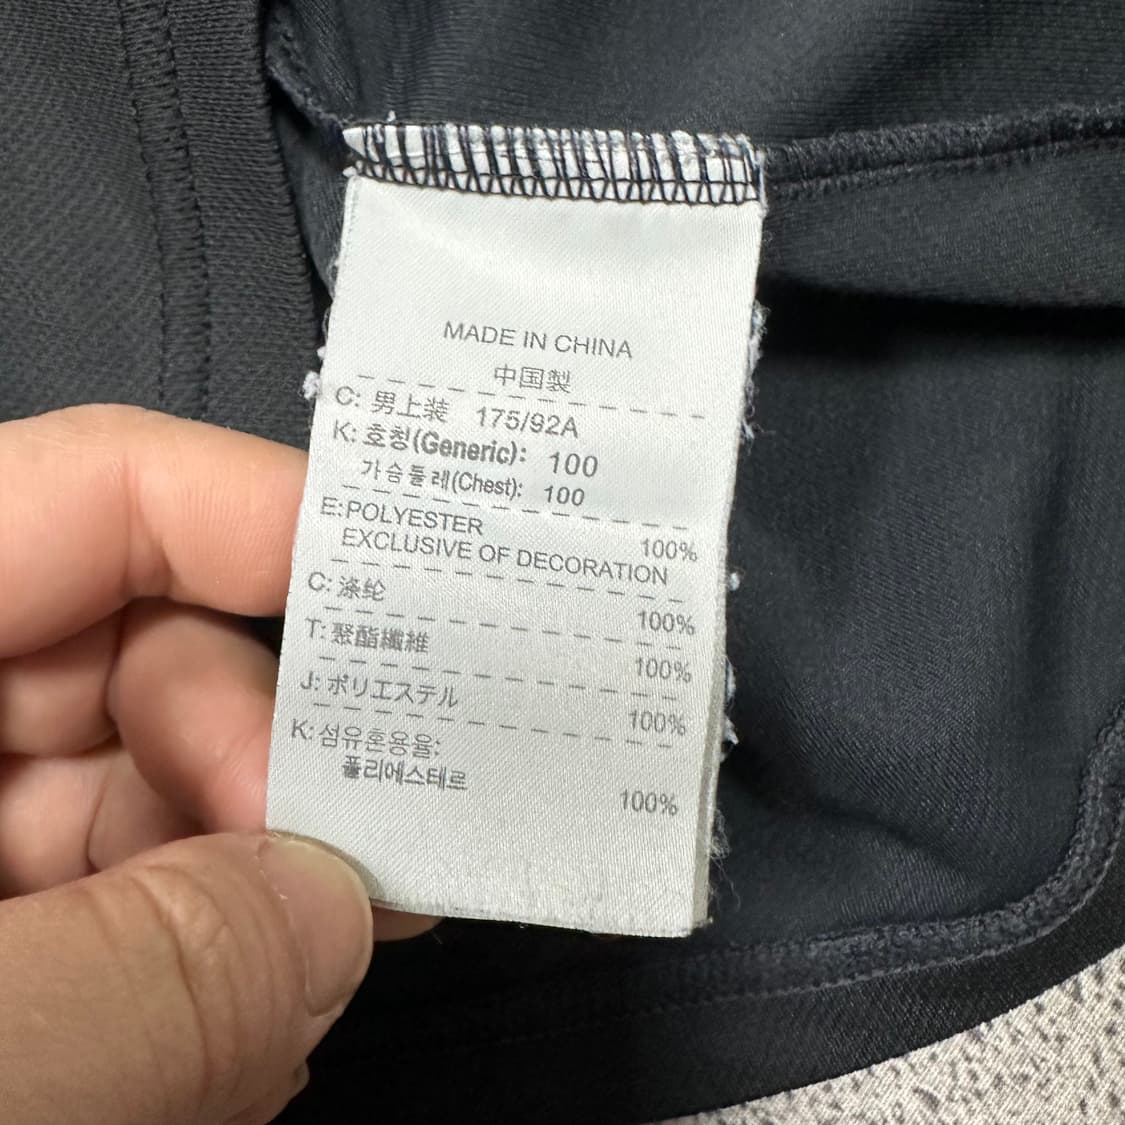 MADE IN CHINA
中国製
C: 男上装 175/92A
K: 호칭(Generic): 100
가슴둘레(Chest): 100
E:POLYESTER 100%
EXCLUSIVE OF DECORATION
C: 涤纶 100%
T: 聚酯纖維 100%
J: ポリエステル 100%
K: 섬유혼용율:
폴리에스테르 100%